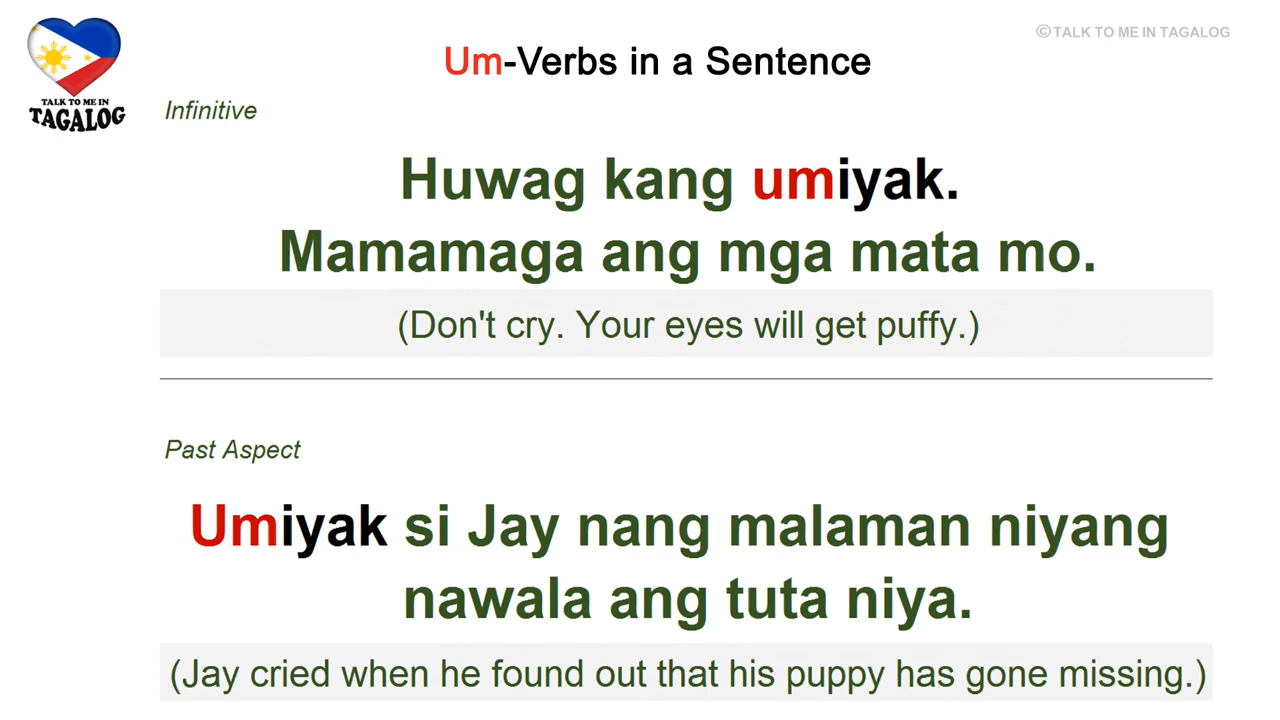 ©TALK TO ME IN TAGALOG
Um-Verbs in a Sentence
TALK TO ME IN
TAGALOG
Infinitive
Huwag kang umiyak.
Mamamaga ang mga mata mo.
(Don't cry. Your eyes will get puffy.)
Past Aspect
Umiyak si Jay nang malaman niyang
nawala ang tuta niya.
(Jay cried when he found out that his puppy has gone missing.)